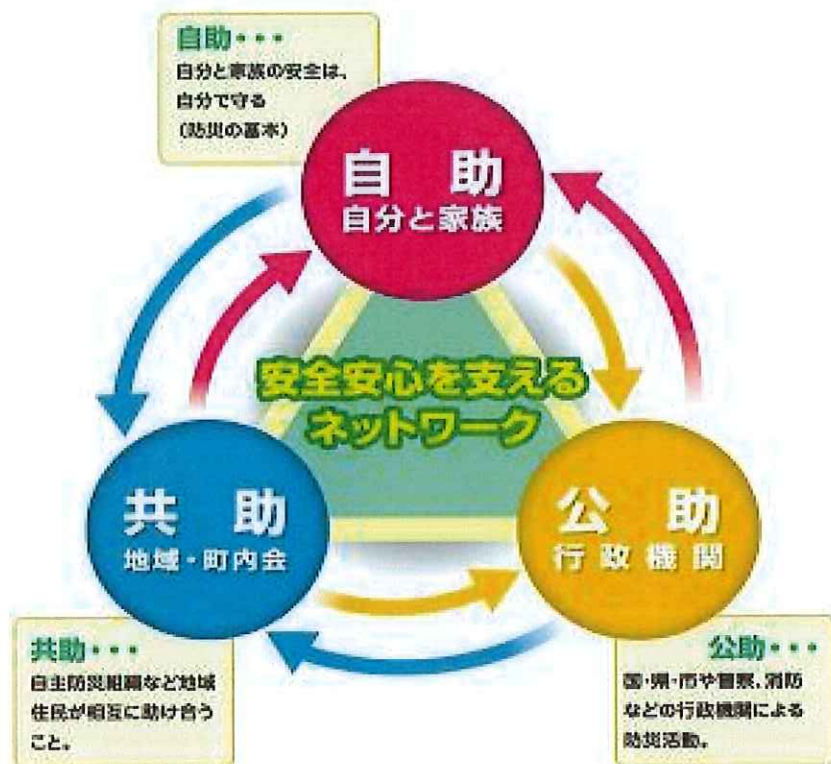 自助・・・
自分と家族の安全は、
自分で守る
（防災の基本）
自 助
自分と家族
安全安心を支える
ネットワーク
共 助
地域・町内会
公 助
行政機関
共助・・・
自主防災組織など地域
住民が相互に助け合う
こと。
公助・・・
国・県・市や警察、消防
などの行政機関による
防災活動。